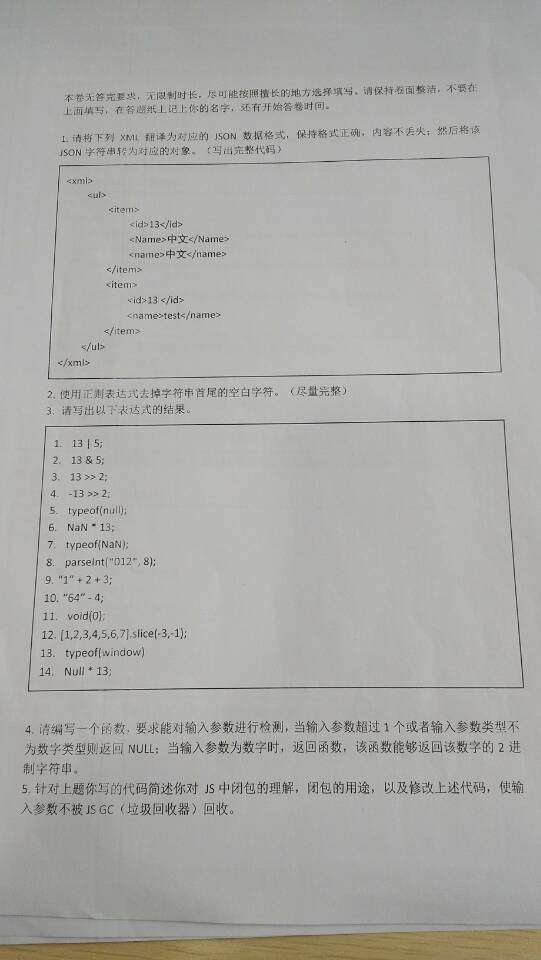 本卷无答完要求，无限制时长，尽可能按照擅长的地方选择填写。请保持卷面整洁，不要在
上面填写，在答题纸上记上你的名字，还有开始答卷时间。
1. 请将下列 XML 翻译为对应的 JSON 数据格式，保持格式正确，内容不丢失；然后将该
JSON 字符串转为对应的对象。（写出完整代码）
<xml>
<ul>
<item>
<id>13</id>
<Name>中文</Name>
<name>中文</name>
</item>
<item>
<id>13 </id>
<name>test</name>
</item>
</ul>
</xml>
2. 使用正则表达式去掉字符串首尾的空白字符。（尽量完整）
3. 请写出以下表达式的结果。
1. 13 | 5;
2. 13 & 5;
3. 13 >> 2;
4. -13 >> 2;
5. typeof(null);
6. NaN * 13;
7. typeof(NaN);
8. parseInt("012", 8);
9. "1" + 2 + 3;
10. "64" - 4;
11. void(0);
12. [1,2,3,4,5,6,7].slice(-3,-1);
13. typeof(window)
14. Null * 13;
4. 请编写一个函数，要求能对输入参数进行检测，当输入参数超过 1 个或者输入参数类型不
为数字类型则返回 NULL；当输入参数为数字时，返回函数，该函数能够返回该数字的 2 进
制字符串。
5. 针对上题你写的代码简述你对 JS 中闭包的理解，闭包的用途，以及修改上述代码，使输
入参数不被 JS GC（垃圾回收器）回收。